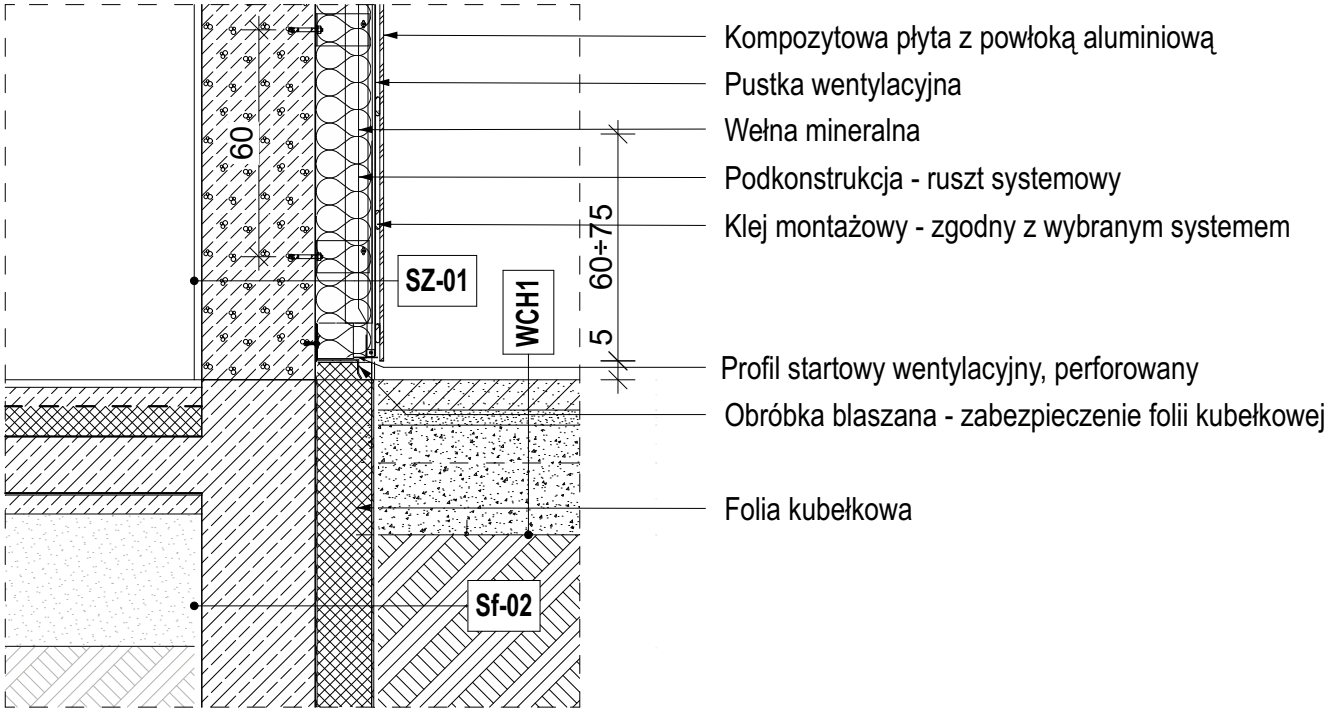 Kompozytowa płyta z powłoką aluminiową
Pustka wentylacyjna
Wełna mineralna
Podkonstrukcja - ruszt systemowy
Klej montażowy - zgodny z wybranym systemem
60
60÷75
SZ-01
WCH1
5
Profil startowy wentylacyjny, perforowany
Obróbka blaszana - zabezpieczenie folii kubełkowej
Folia kubełkowa
Sf-02